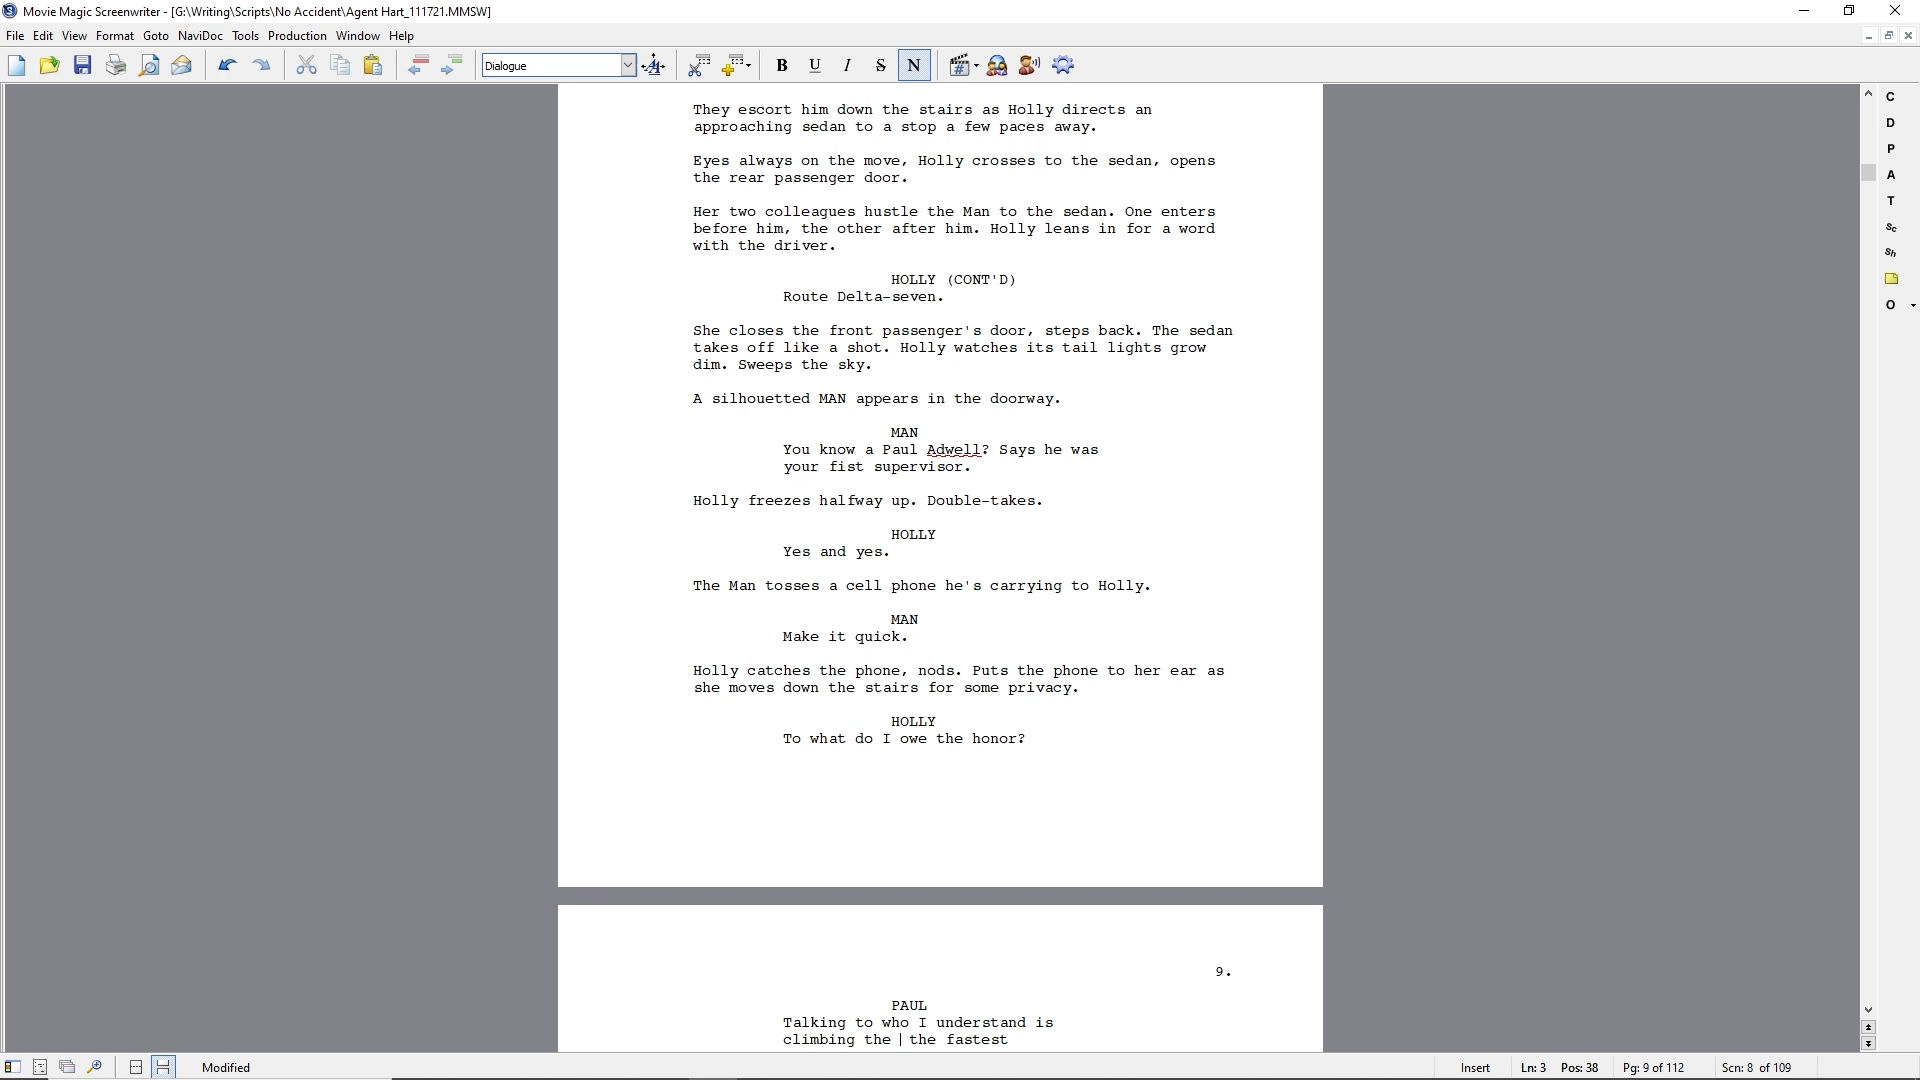 Movie Magic Screenwriter - [G:\Writing\Scripts\No Accident\Agent Hart_111721.MMSW]
File Edit View Format Goto NaviDoc Tools Production Window Help
Dialogue
B U I S N
C
D
P
A
T
Sc
Sh
O
They escort him down the stairs as Holly directs an
approaching sedan to a stop a few paces away.
Eyes always on the move, Holly crosses to the sedan, opens
the rear passenger door.
Her two colleagues hustle the Man to the sedan. One enters
before him, the other after him. Holly leans in for a word
with the driver.
HOLLY (CONT'D)
Route Delta-seven.
She closes the front passenger's door, steps back. The sedan
takes off like a shot. Holly watches its tail lights grow
dim. Sweeps the sky.
A silhouetted MAN appears in the doorway.
MAN
You know a Paul Adwell? Says he was
your fist supervisor.
Holly freezes halfway up. Double-takes.
HOLLY
Yes and yes.
The Man tosses a cell phone he's carrying to Holly.
MAN
Make it quick.
Holly catches the phone, nods. Puts the phone to her ear as
she moves down the stairs for some privacy.
HOLLY
To what do I owe the honor?
9.
PAUL
Talking to who I understand is
climbing the the fastest
Modified Insert Ln: 3 Pos: 38 Pg: 9 of 112 Scn: 8 of 109